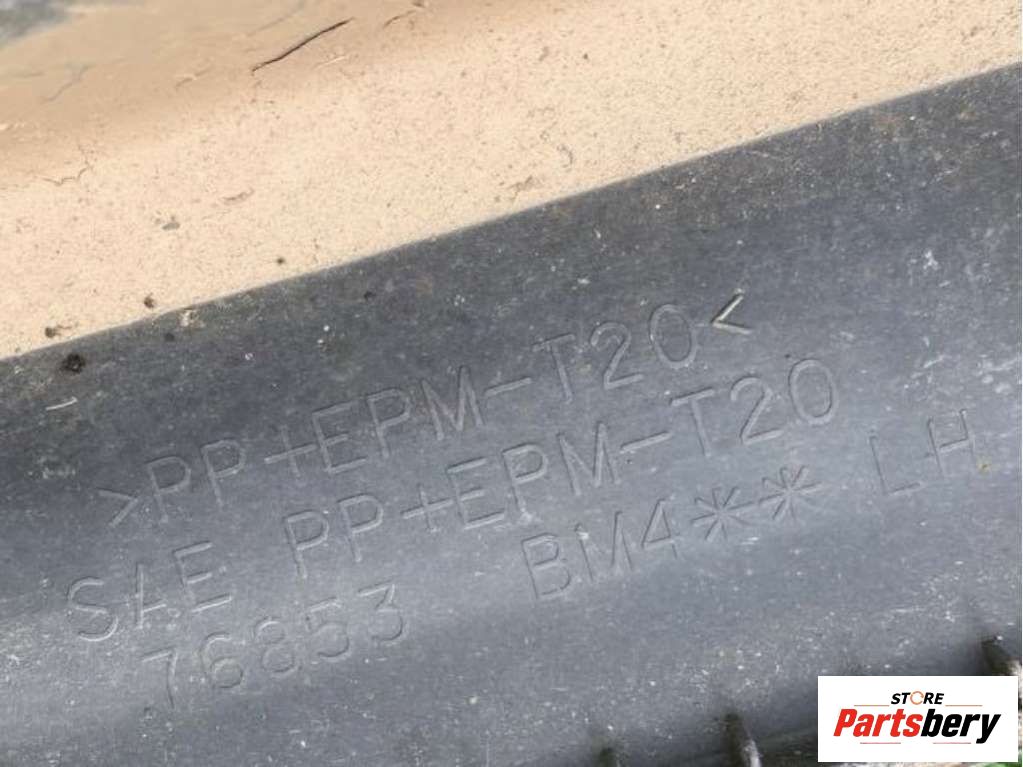 >PP+EPM-T20<
SAE PP+EPM-T20
76853 BM4** LH
STORE
Partsbery